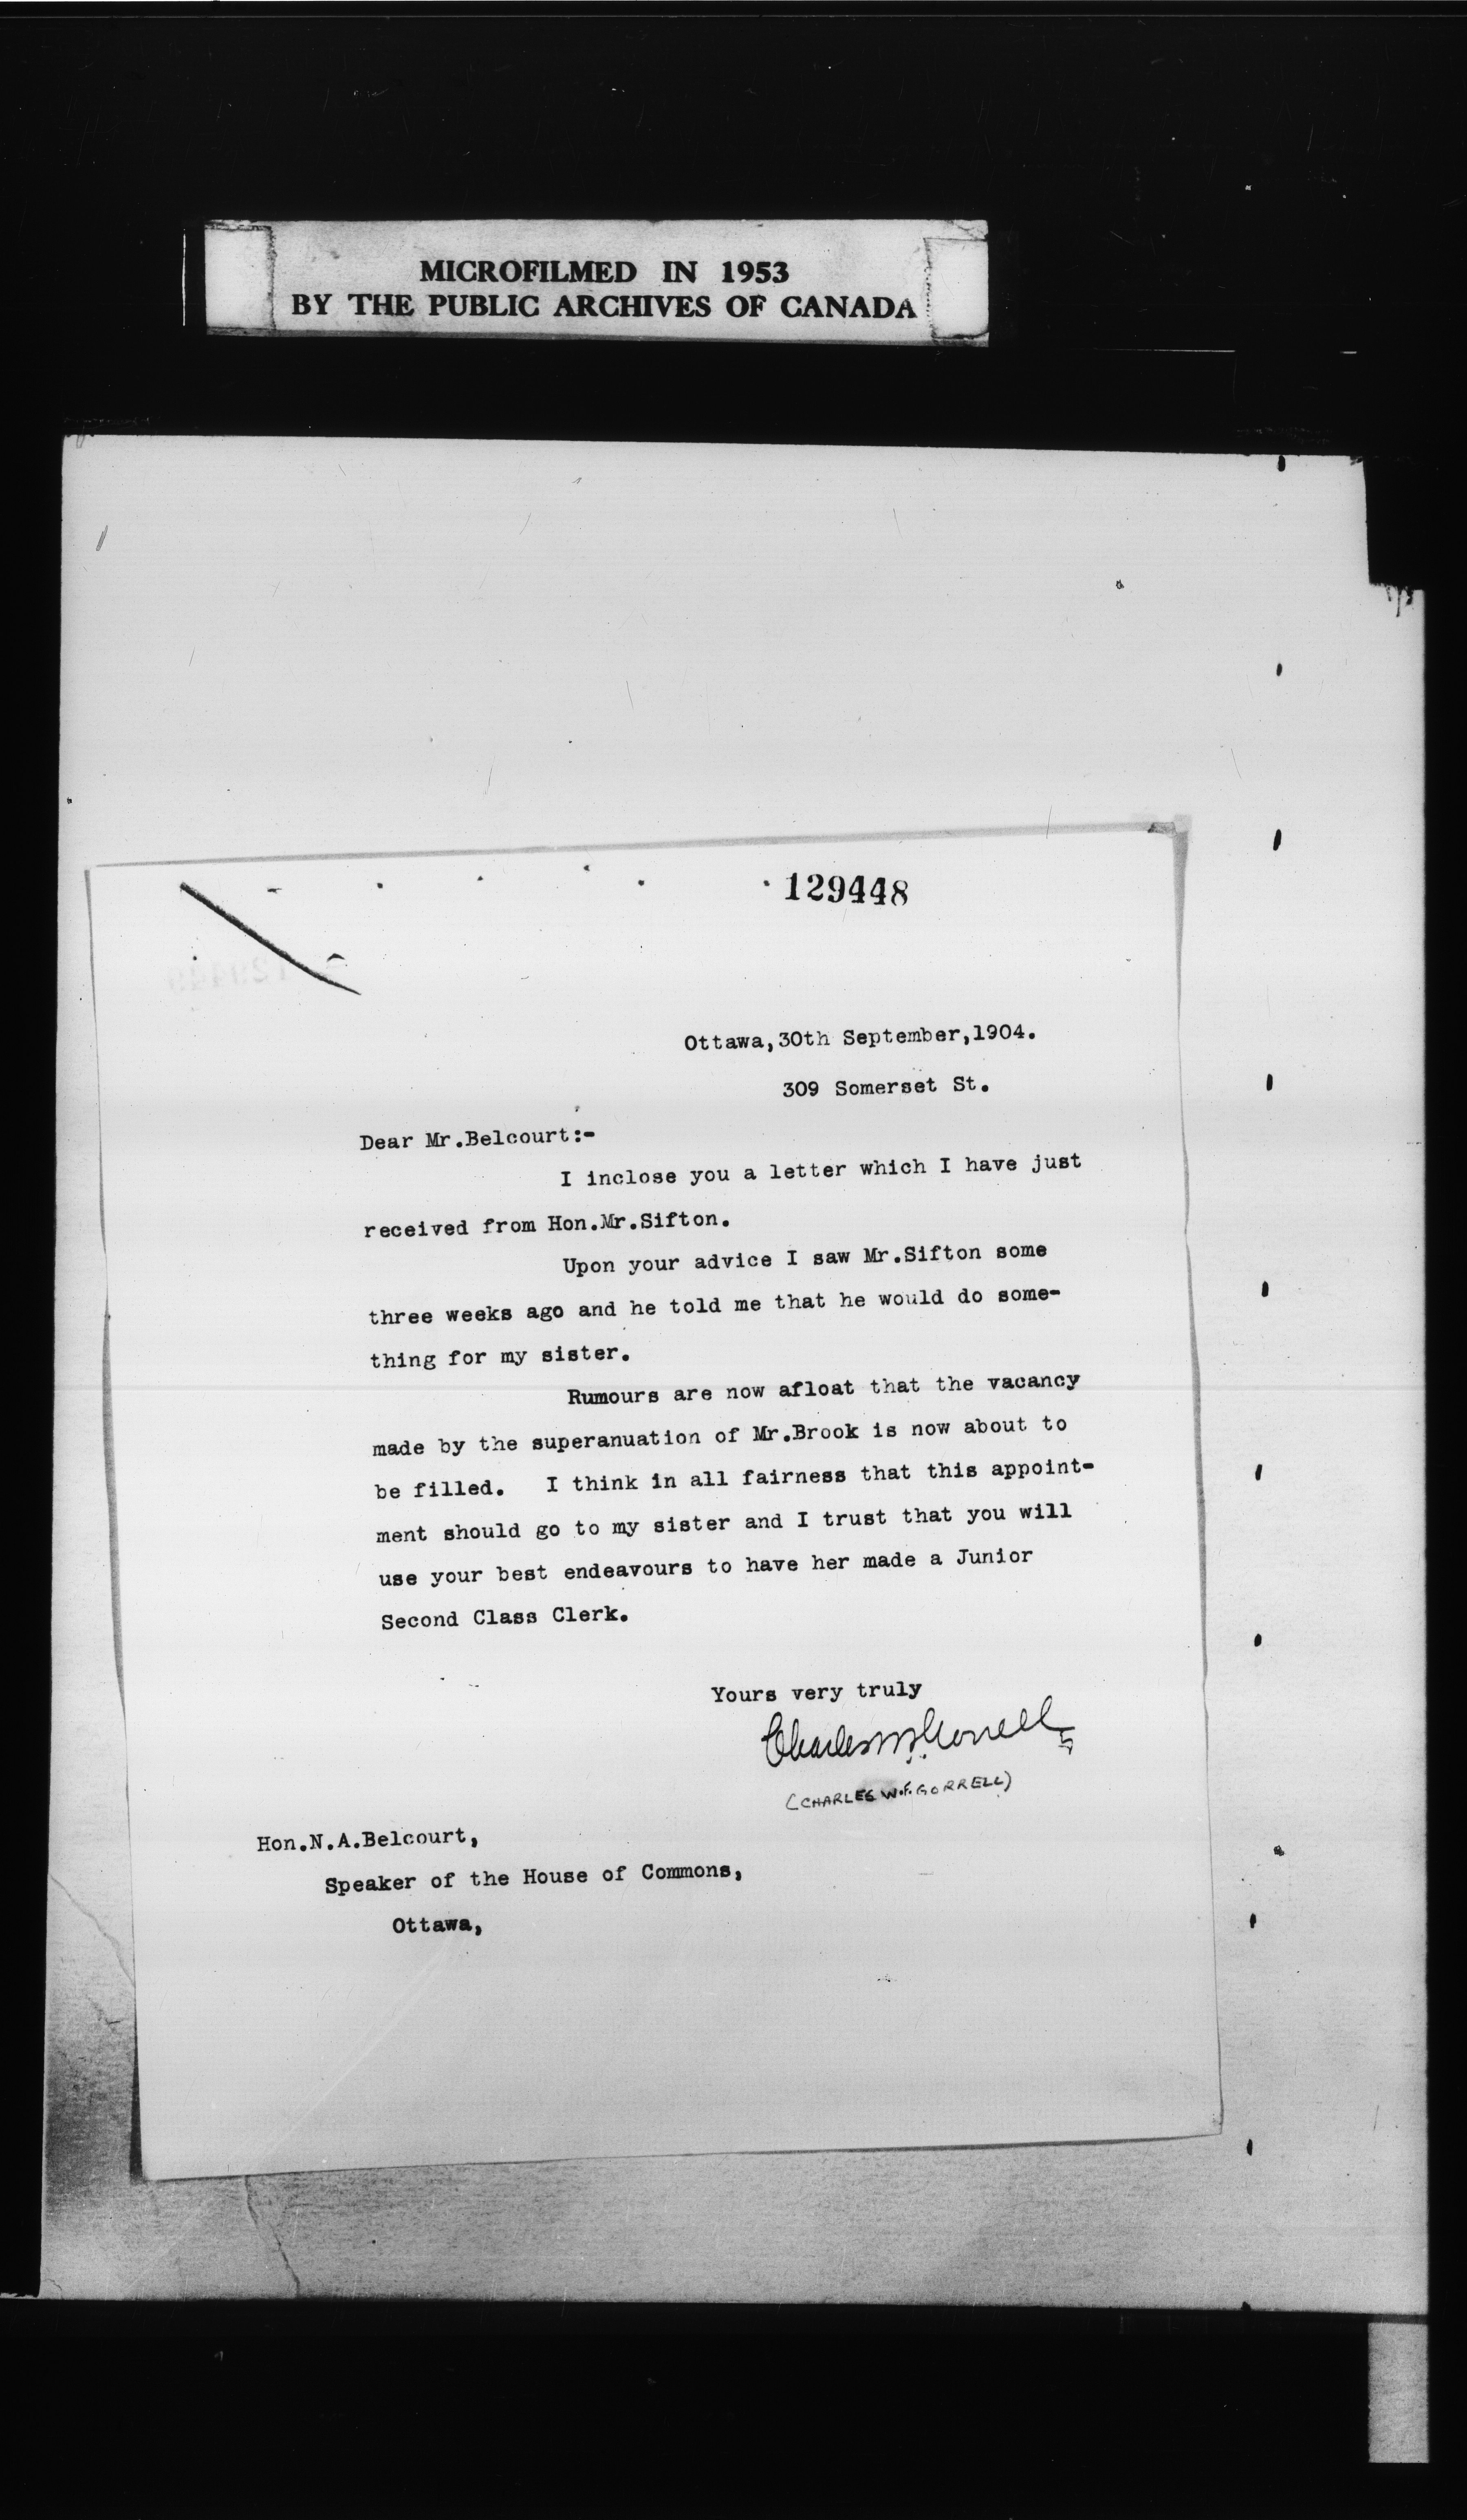 MICROFILMED IN 1953
BY THE PUBLIC ARCHIVES OF CANADA
129448
Ottawa,30th September,1904.
309 Somerset St.
Dear Mr.Belcourt:-
I inclose you a letter which I have just
received from Hon.Mr.Sifton.
Upon your advice I saw Mr.Sifton some
three weeks ago and he told me that he would do some-
thing for my sister.
Rumours are now afloat that the vacancy
made by the superanuation of Mr.Brook is now about to
be filled. I think in all fairness that this appoint-
ment should go to my sister and I trust that you will
use your best endeavours to have her made a Junior
Second Class Clerk.
Yours very truly
Charles W F Gorrell
(CHARLES W.F. GORRELL)
Hon.N.A.Belcourt,
Speaker of the House of Commons,
Ottawa,